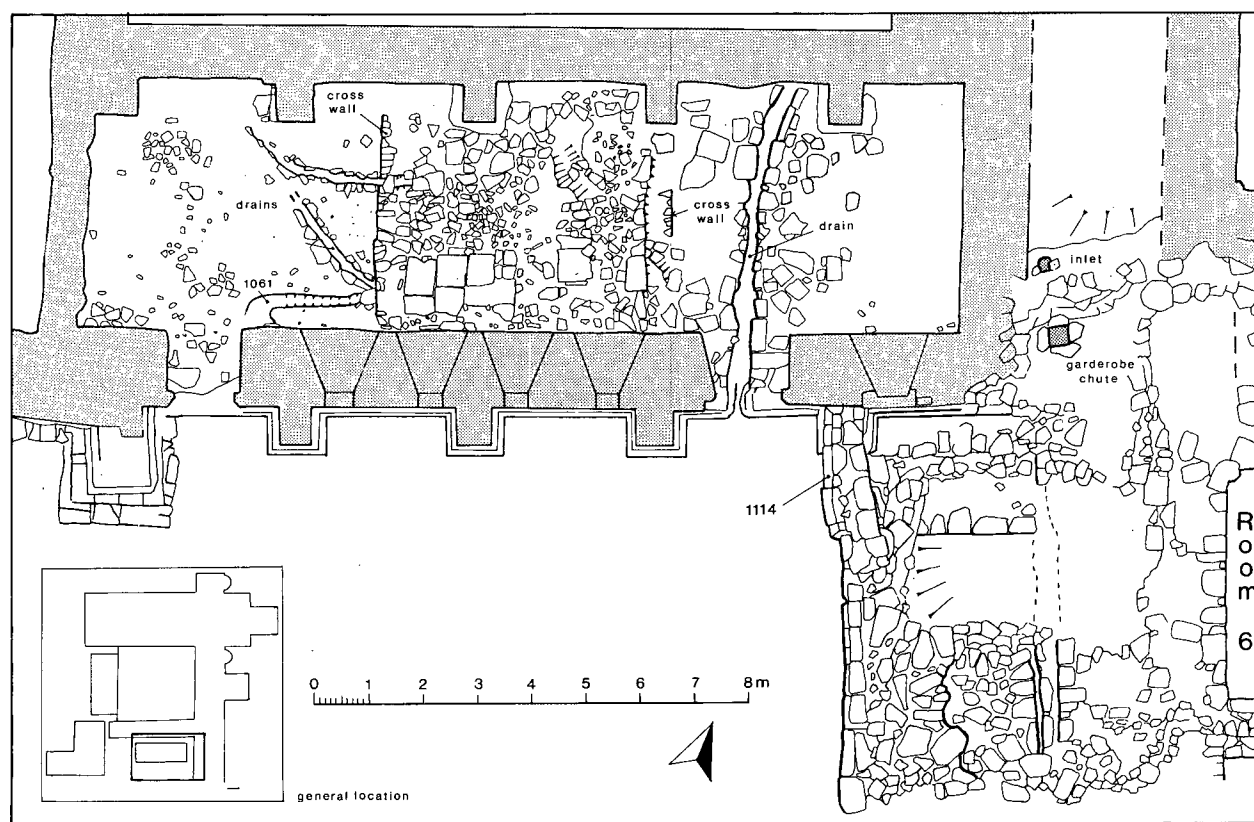 cross
wall
drains
1061
cross
wall
drain
inlet
garderobe
chute
1114
Room 6
0 1 2 3 4 5 6 7 8m
general location